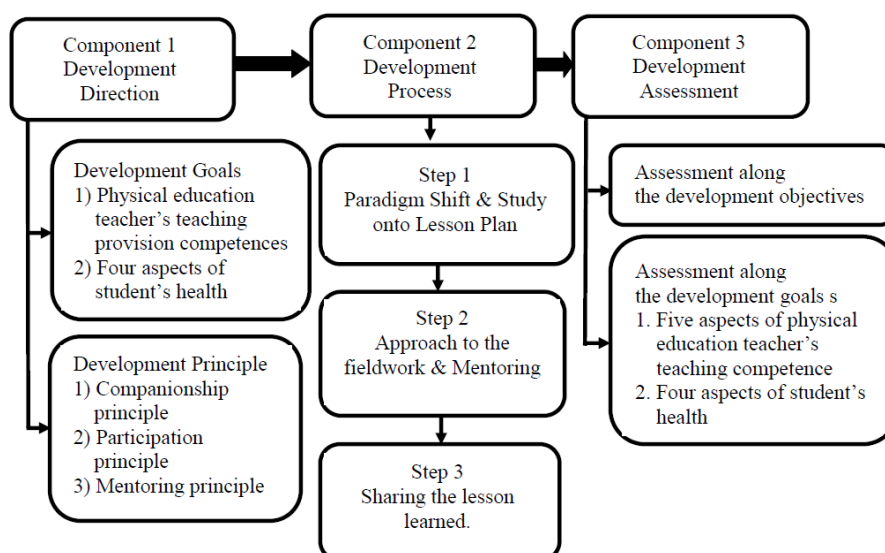 Component 1
Development
Direction
Component 2
Development
Process
Component 3
Development
Assessment
Development Goals
1) Physical education
teacher's teaching
provision competences
2) Four aspects of
student's health
Development Principle
1) Companionship
principle
2) Participation
principle
3) Mentoring principle
Step 1
Paradigm Shift & Study
onto Lesson Plan
Step 2
Approach to the
fieldwork & Mentoring
Step 3
Sharing the lesson
learned.
Assessment along
the development objectives
Assessment along
the development goals s
1. Five aspects of physical
education teacher's
teaching competence
2. Four aspects of student's
health